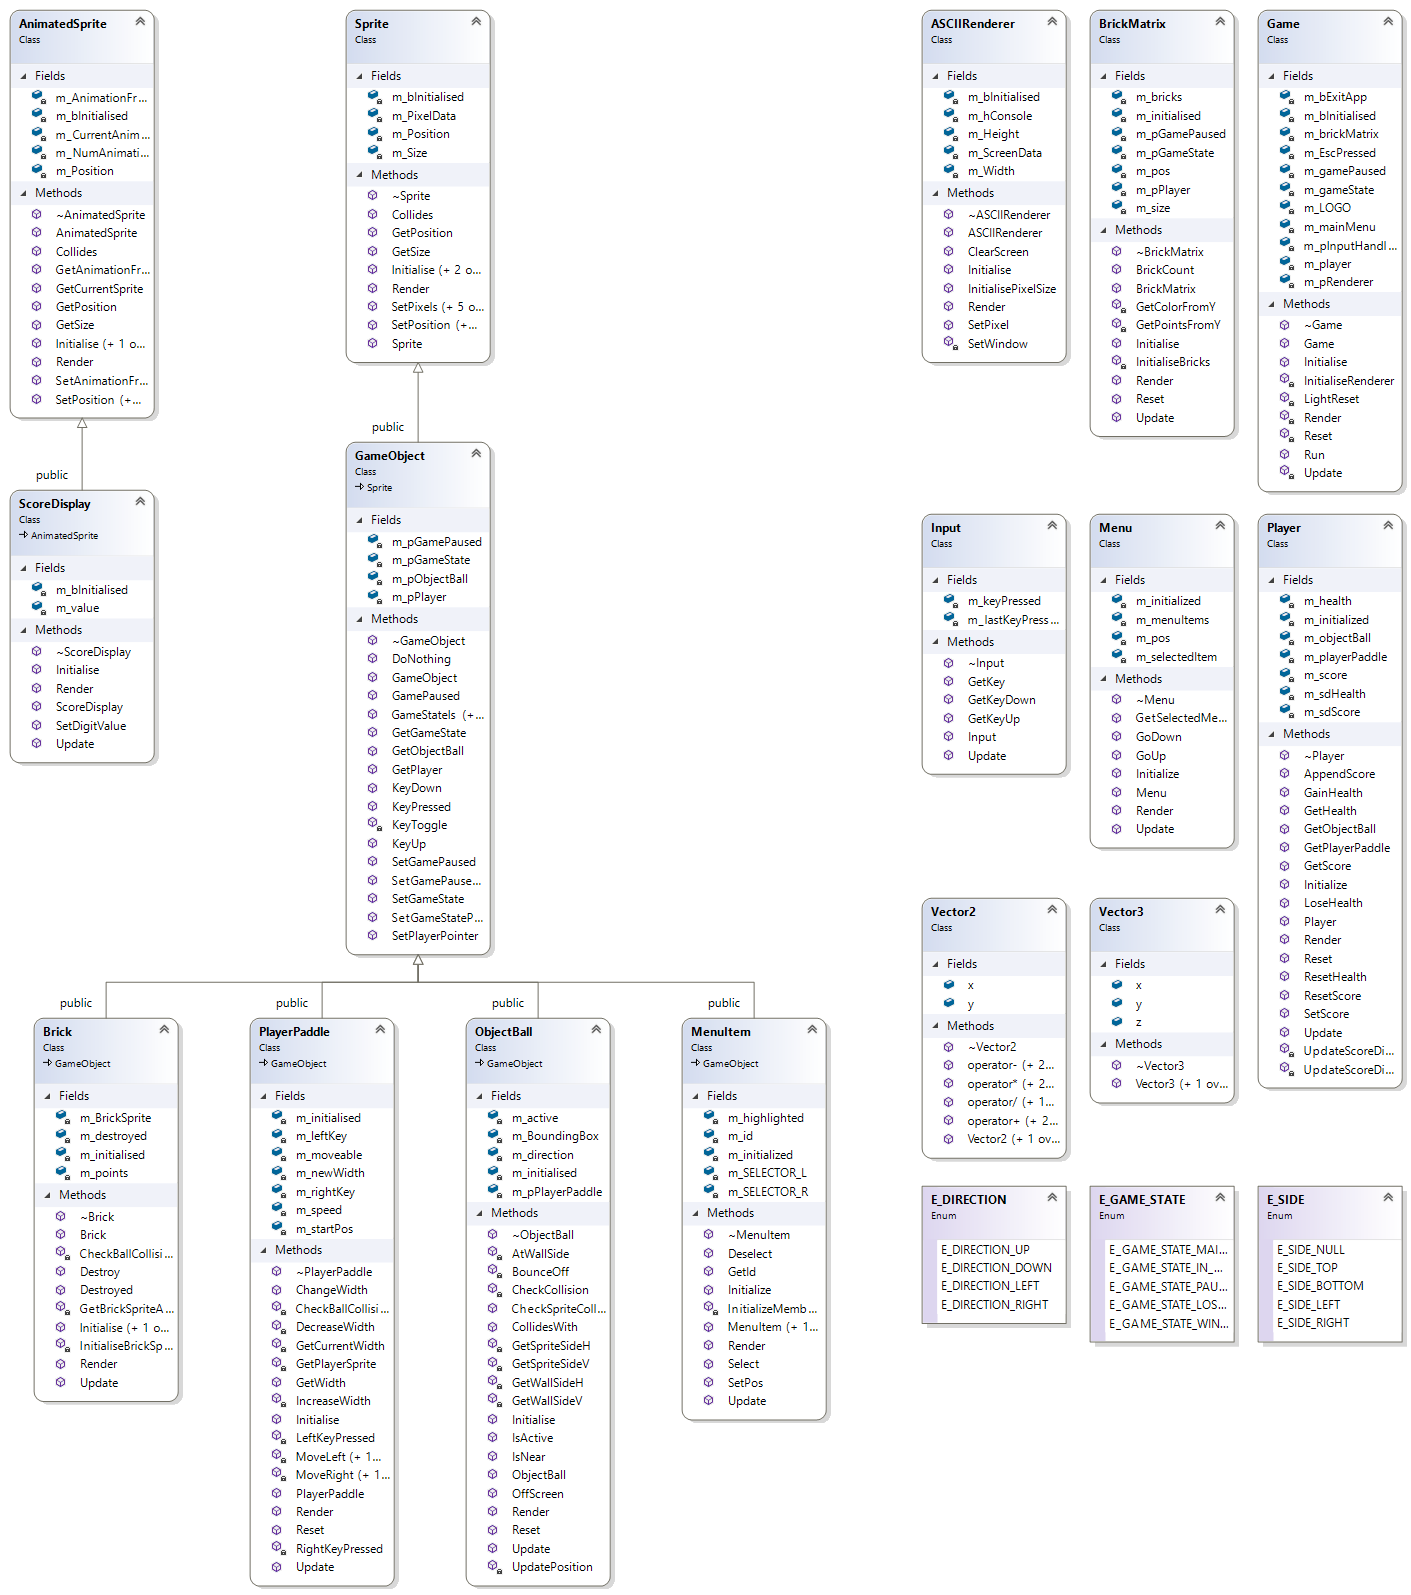 AnimatedSprite
Class
Fields
m_AnimationFr...
m_bInitialised
m_CurrentAnim...
m_NumAnimati...
m_Position
Methods
~AnimatedSprite
AnimatedSprite
Collides
GetAnimationFr...
GetCurrentSprite
GetPosition
GetSize
Initialise (+ 1 o...
Render
SetAnimationFr...
SetPosition (+...
public
ScoreDisplay
Class
AnimatedSprite
Fields
m_bInitialised
m_value
Methods
~ScoreDisplay
Initialise
Render
ScoreDisplay
SetDigitValue
Update
Sprite
Class
Fields
m_bInitialised
m_PixelData
m_Position
m_Size
Methods
~Sprite
Collides
GetPosition
GetSize
Initialise (+ 2 o...
Render
SetPixels (+ 5 o...
SetPosition (+...
Sprite
public
GameObject
Class
Sprite
Fields
m_pGamePaused
m_pGameState
m_pObjectBall
m_pPlayer
Methods
~GameObject
DoNothing
GameObject
GamePaused
GameStateIs (+...
GetGameState
GetObjectBall
GetPlayer
KeyDown
KeyPressed
KeyToggle
KeyUp
SetGamePaused
SetGamePause...
SetGameState
SetGameStateP...
SetPlayerPointer
public
public
public
public
Brick
Class
GameObject
Fields
m_BrickSprite
m_destroyed
m_initialised
m_points
Methods
~Brick
Brick
CheckBallCollisi...
Destroy
Destroyed
GetBrickSpriteA...
Initialise (+ 1 o...
InitialiseBrickSp...
Render
Update
PlayerPaddle
Class
GameObject
Fields
m_initialised
m_leftKey
m_moveable
m_newWidth
m_rightKey
m_speed
m_startPos
Methods
~PlayerPaddle
ChangeWidth
CheckBallCollisi...
DecreaseWidth
GetCurrentWidth
GetPlayerSprite
GetWidth
IncreaseWidth
Initialise
LeftKeyPressed
MoveLeft (+ 1...
MoveRight (+ 1...
PlayerPaddle
Render
Reset
RightKeyPressed
Update
ObjectBall
Class
GameObject
Fields
m_active
m_BoundingBox
m_direction
m_initialised
m_pPlayerPaddle
Methods
~ObjectBall
AtWallSide
BounceOff
CheckCollision
CheckSpriteColl...
CollidesWith
GetSpriteSideH
GetSpriteSideV
GetWallSideH
GetWallSideV
Initialise
IsActive
IsNear
ObjectBall
OffScreen
Render
Reset
Update
UpdatePosition
MenuItem
Class
GameObject
Fields
m_highlighted
m_id
m_initialized
m_SELECTOR_L
m_SELECTOR_R
Methods
~MenuItem
Deselect
GetId
Initialize
InitializeMemb...
MenuItem (+ 1...
Render
Select
SetPos
Update
ASCIIRenderer
Class
Fields
m_bInitialised
m_hConsole
m_Height
m_ScreenData
m_Width
Methods
~ASCIIRenderer
ASCIIRenderer
ClearScreen
Initialise
InitialisePixelSize
Render
SetPixel
SetWindow
BrickMatrix
Class
Fields
m_bricks
m_initialised
m_pGamePaused
m_pGameState
m_pos
m_pPlayer
m_size
Methods
~BrickMatrix
BrickCount
BrickMatrix
GetColorFromY
GetPointsFromY
Initialise
InitialiseBricks
Render
Reset
Update
Game
Class
Fields
m_bExitApp
m_bInitialised
m_brickMatrix
m_EscPressed
m_gamePaused
m_gameState
m_LOGO
m_mainMenu
m_pInputHandl...
m_player
m_pRenderer
Methods
~Game
Game
Initialise
InitialiseRenderer
LightReset
Render
Reset
Run
Update
Input
Class
Fields
m_keyPressed
m_lastKeyPress...
Methods
~Input
GetKey
GetKeyDown
GetKeyUp
Input
Update
Menu
Class
Fields
m_initialized
m_menuItems
m_pos
m_selectedItem
Methods
~Menu
GetSelectedMe...
GoDown
GoUp
Initialize
Menu
Render
Update
Player
Class
Fields
m_health
m_initialized
m_objectBall
m_playerPaddle
m_score
m_sdHealth
m_sdScore
Methods
~Player
AppendScore
GainHealth
GetHealth
GetObjectBall
GetPlayerPaddle
GetScore
Initialize
LoseHealth
Player
Render
Reset
ResetHealth
ResetScore
SetScore
Update
UpdateScoreDi...
UpdateScoreDi...
Vector2
Class
Fields
x
y
Methods
~Vector2
operator- (+ 2...
operator* (+ 2...
operator/ (+ 1...
operator+ (+ 2...
Vector2 (+ 1 ov...
Vector3
Class
Fields
x
y
z
Methods
~Vector3
Vector3 (+ 1 ov...
E_DIRECTION
Enum
E_DIRECTION_UP
E_DIRECTION_DOWN
E_DIRECTION_LEFT
E_DIRECTION_RIGHT
E_GAME_STATE
Enum
E_GAME_STATE_MAI...
E_GAME_STATE_IN_...
E_GAME_STATE_PAU...
E_GAME_STATE_LOS...
E_GAME_STATE_WIN...
E_SIDE
Enum
E_SIDE_NULL
E_SIDE_TOP
E_SIDE_BOTTOM
E_SIDE_LEFT
E_SIDE_RIGHT